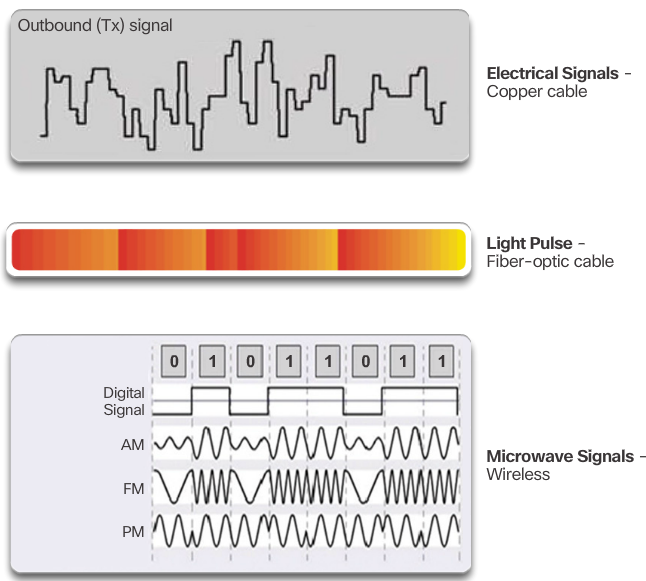 Outbound (Tx) signal
Electrical Signals -
Copper cable
Light Pulse -
Fiber-optic cable
0 1 0 1 1 0 1 1
Digital
Signal
AM
FM
PM
Microwave Signals -
Wireless